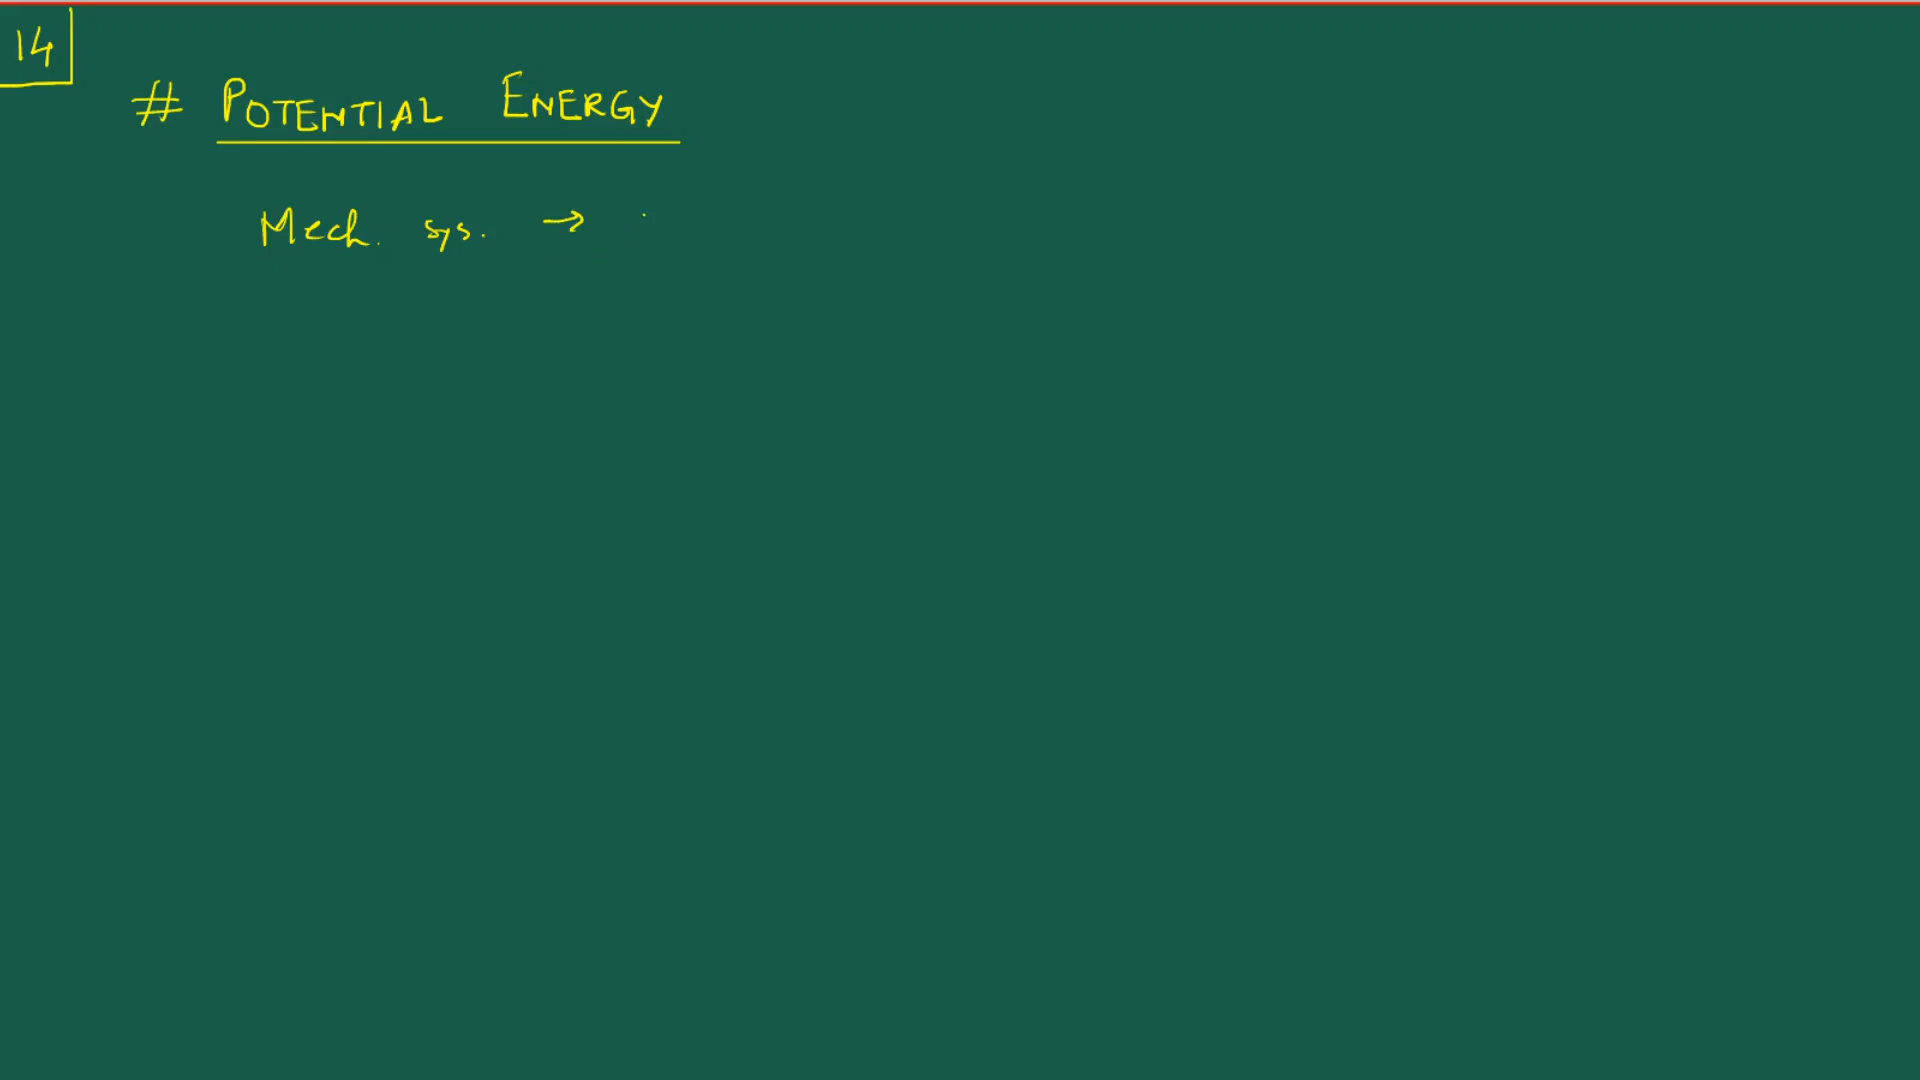 14
# POTENTIAL ENERGY
Mech. sys. →